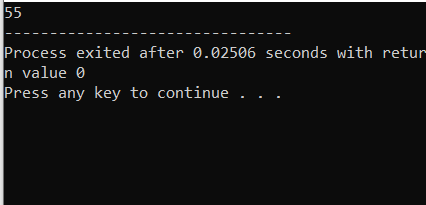 55
--------------------------------
Process exited after 0.02506 seconds with retur
n value 0
Press any key to continue . . .